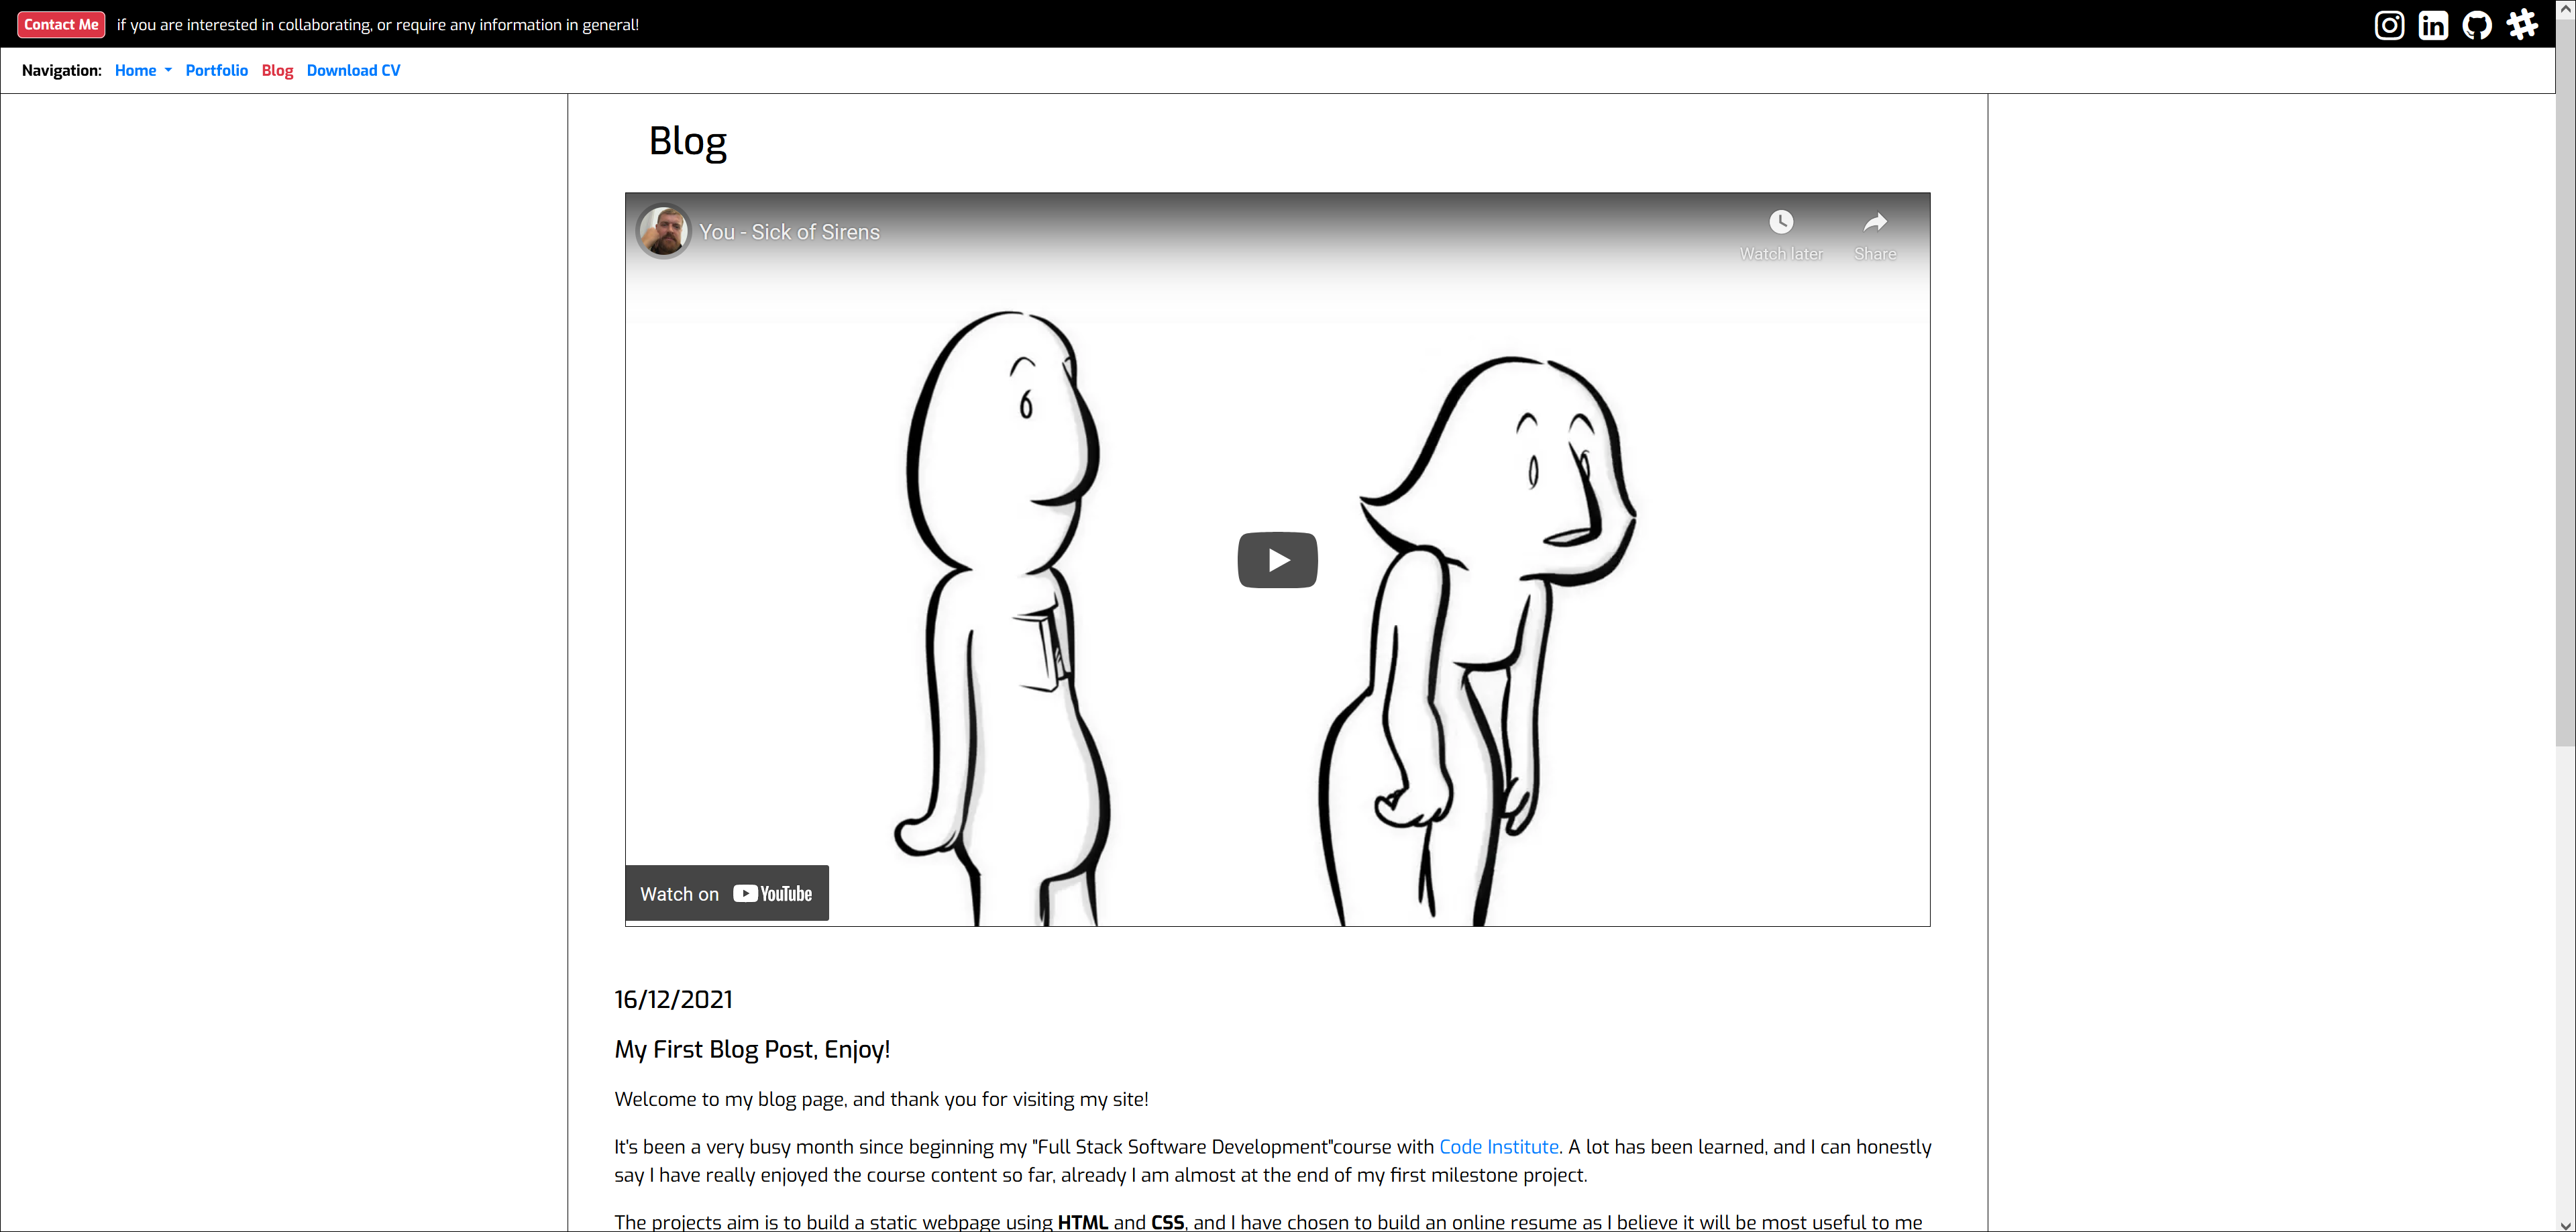 Contact Me if you are interested in collaborating, or require any information in general!
Navigation: Home Portfolio Blog Download CV
Blog
You - Sick of Sirens
Watch later Share
Watch on YouTube
16/12/2021
My First Blog Post, Enjoy!
Welcome to my blog page, and thank you for visiting my site!
It's been a very busy month since beginning my "Full Stack Software Development"course with Code Institute. A lot has been learned, and I can honestly
say I have really enjoyed the course content so far, already I am almost at the end of my first milestone project.
The projects aim is to build a static webpage using HTML and CSS, and I have chosen to build an online resume as I believe it will be most useful to me